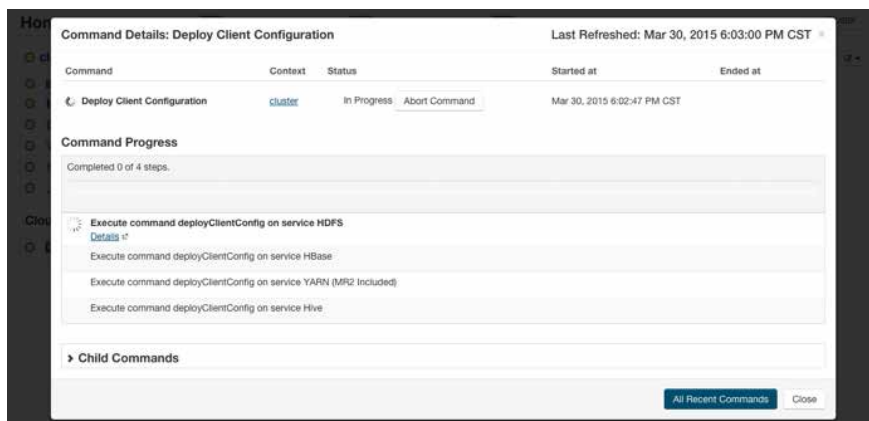 Command Details: Deploy Client Configuration
Last Refreshed: Mar 30, 2015 6:03:00 PM CST ×
Command Context Status Started at Ended at
Deploy Client Configuration cluster In Progress Abort Command Mar 30, 2015 6:02:47 PM CST
Command Progress
Completed 0 of 4 steps.
Execute command deployClientConfig on service HDFS
Details
Execute command deployClientConfig on service HBase
Execute command deployClientConfig on service YARN (MR2 Included)
Execute command deployClientConfig on service Hive
Child Commands
All Recent Commands Close